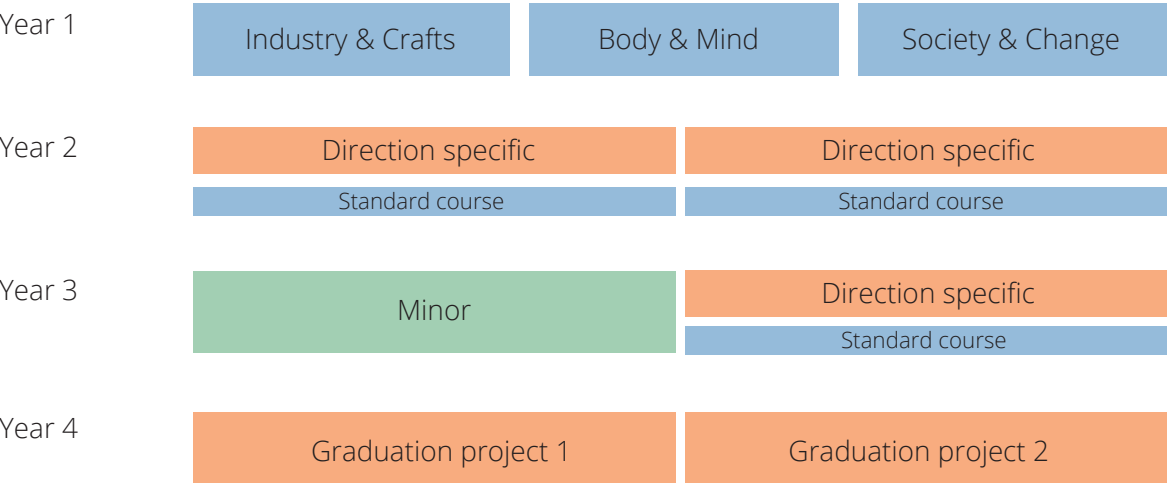 Year 1
Industry & Crafts
Body & Mind
Society & Change
Year 2
Direction specific
Direction specific
Standard course
Standard course
Year 3
Minor
Direction specific
Standard course
Year 4
Graduation project 1
Graduation project 2